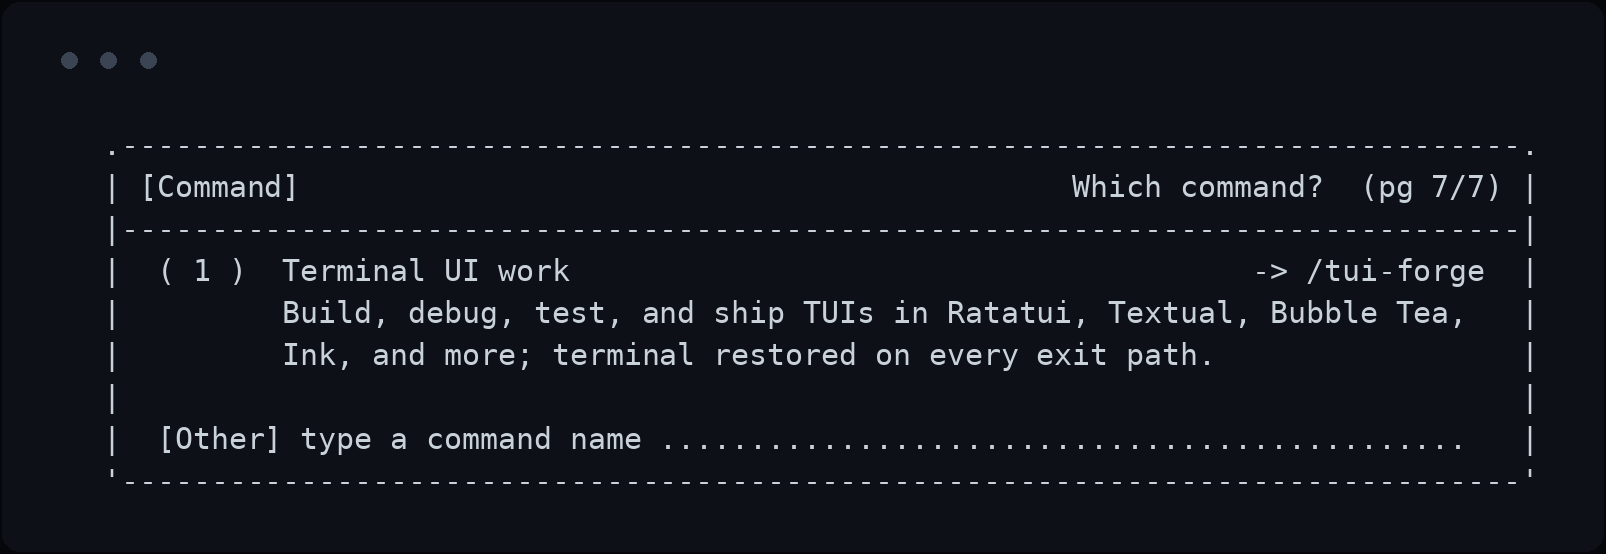 .------------------------------------------------------------------------------.
| [Command]                                           Which command?  (pg 7/7) |
|------------------------------------------------------------------------------|
|  ( 1 )  Terminal UI work                                      -> /tui-forge  |
|         Build, debug, test, and ship TUIs in Ratatui, Textual, Bubble Tea,   |
|         Ink, and more; terminal restored on every exit path.                 |
|                                                                              |
|  [Other] type a command name .............................................   |
'------------------------------------------------------------------------------'